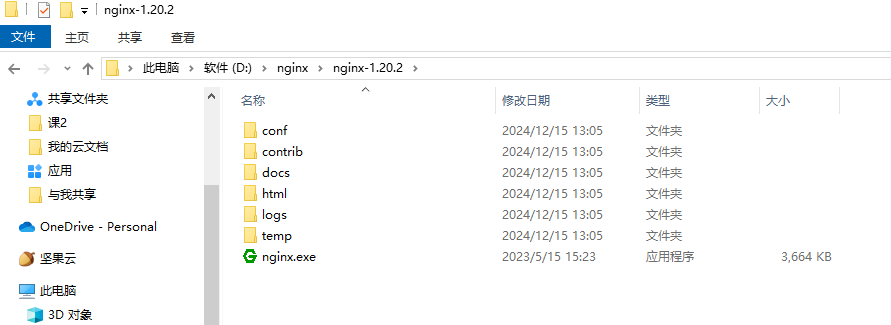 nginx-1.20.2
文件 主页 共享 查看
此电脑 软件 (D:) nginx nginx-1.20.2
共享文件夹
课2
我的云文档
应用
与我共享
OneDrive - Personal
坚果云
此电脑
3D 对象
名称 修改日期 类型 大小
conf 2024/12/15 13:05 文件夹
contrib 2024/12/15 13:05 文件夹
docs 2024/12/15 13:05 文件夹
html 2024/12/15 13:05 文件夹
logs 2024/12/15 13:05 文件夹
temp 2024/12/15 13:05 文件夹
nginx.exe 2023/5/15 15:23 应用程序 3,664 KB